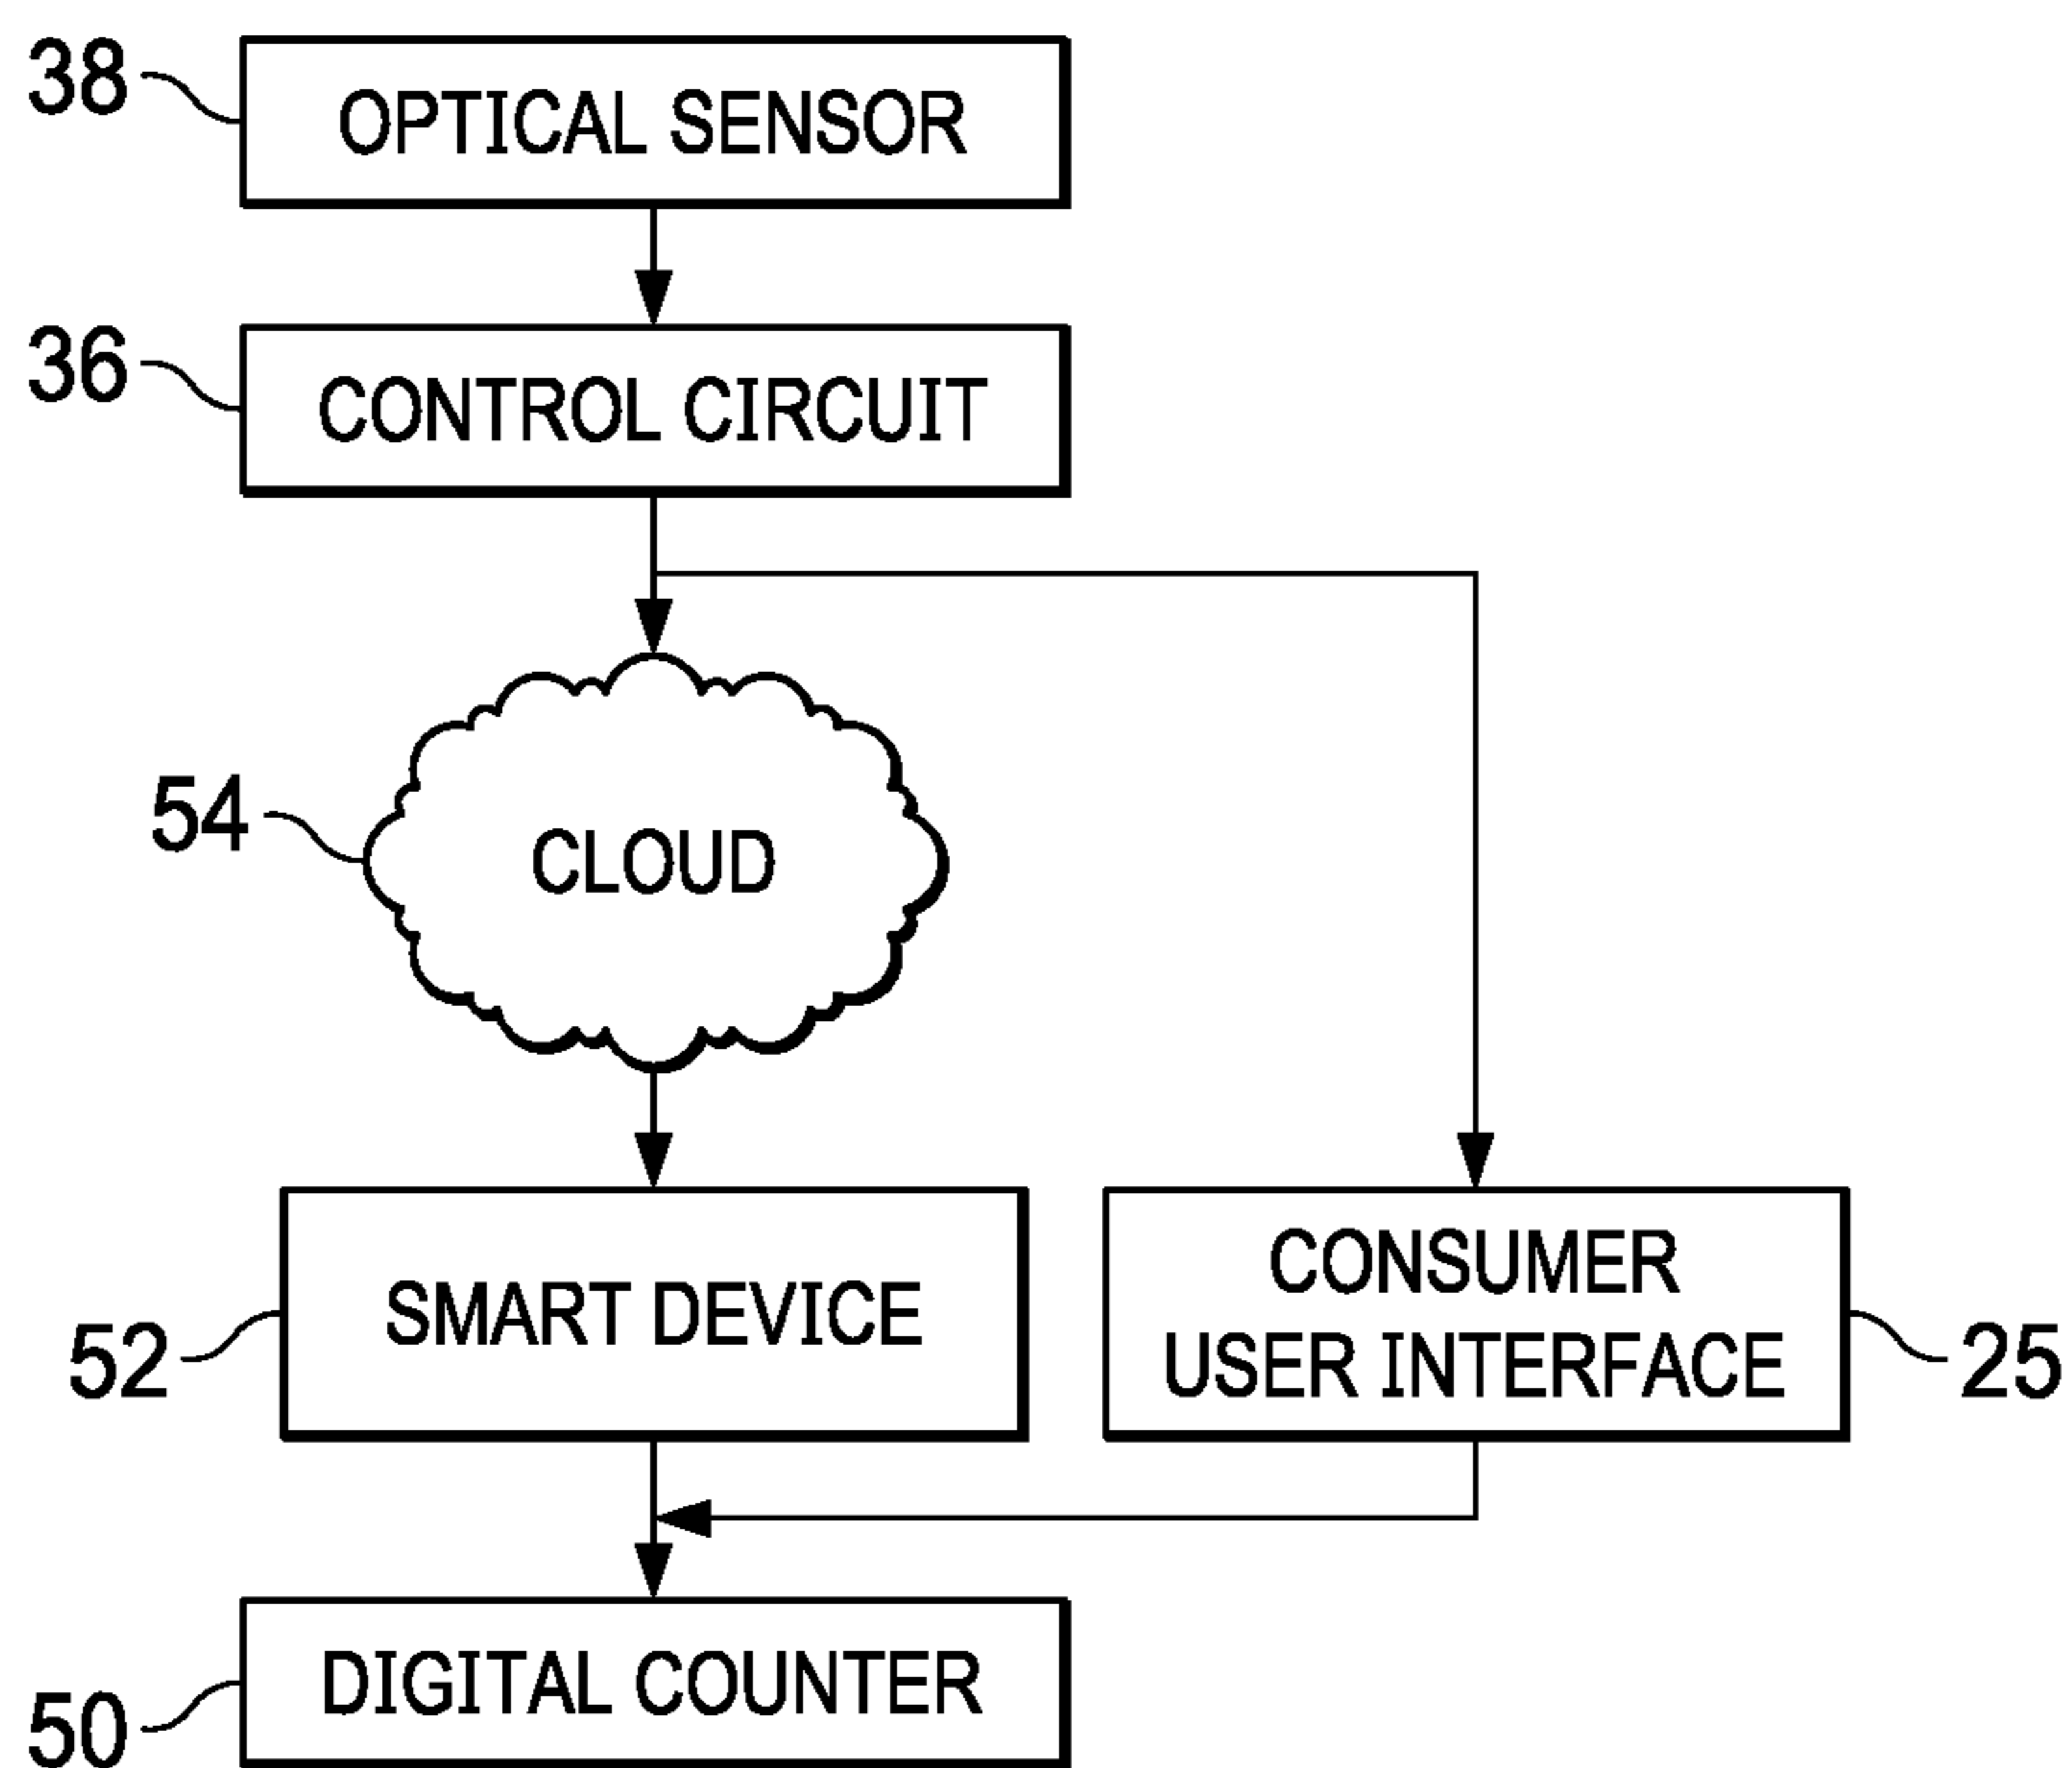 38
OPTICAL SENSOR
36
CONTROL CIRCUIT
54
CLOUD
52
SMART DEVICE
CONSUMER
USER INTERFACE
25
50
DIGITAL COUNTER